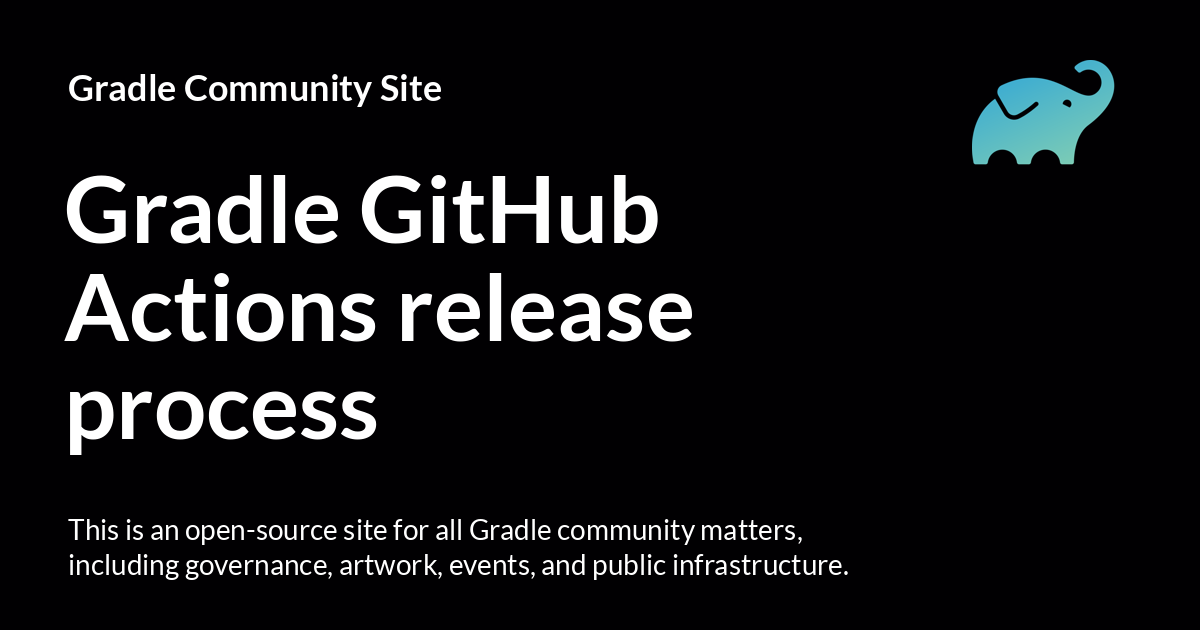 Gradle Community Site
Gradle GitHub
Actions release
process
This is an open-source site for all Gradle community matters,
including governance, artwork, events, and public infrastructure.